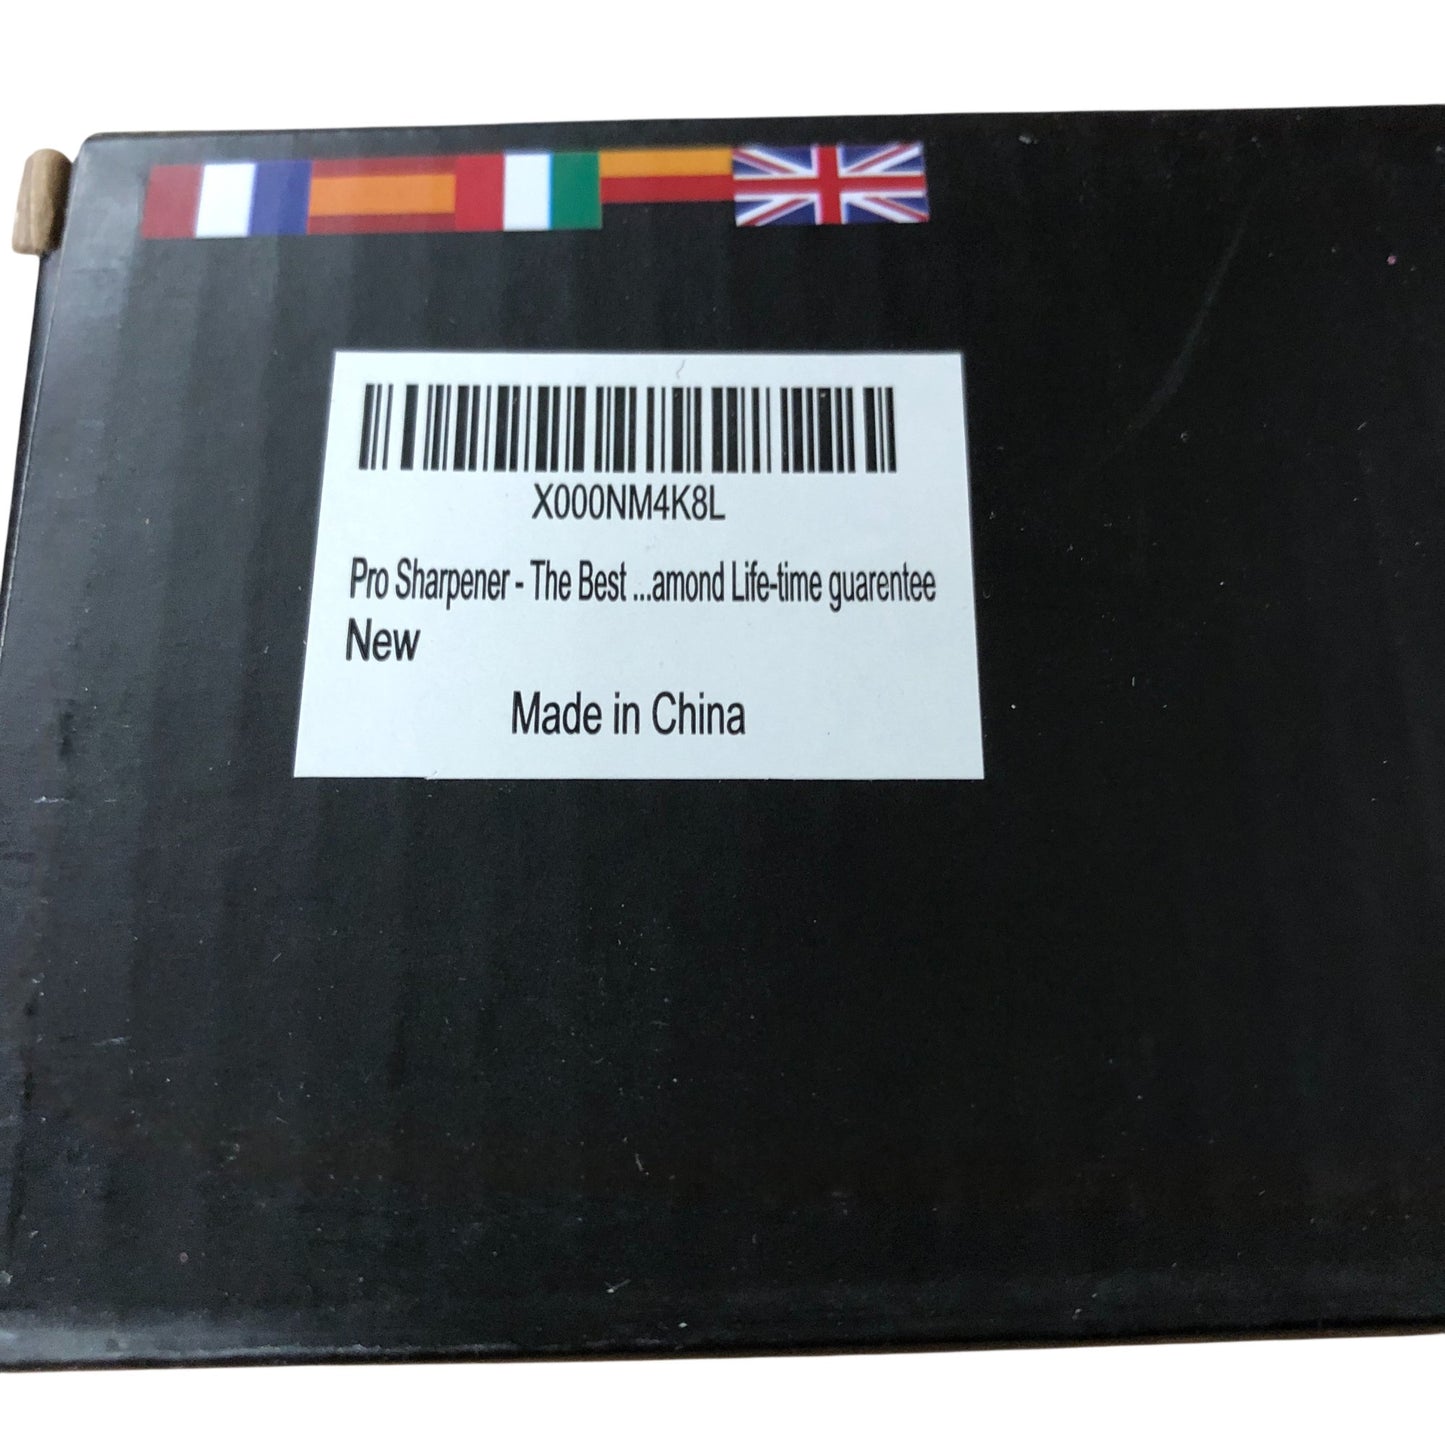 X000NM4K8L
Pro Sharpener - The Best ...amond Life-time guarentee
New
Made in China